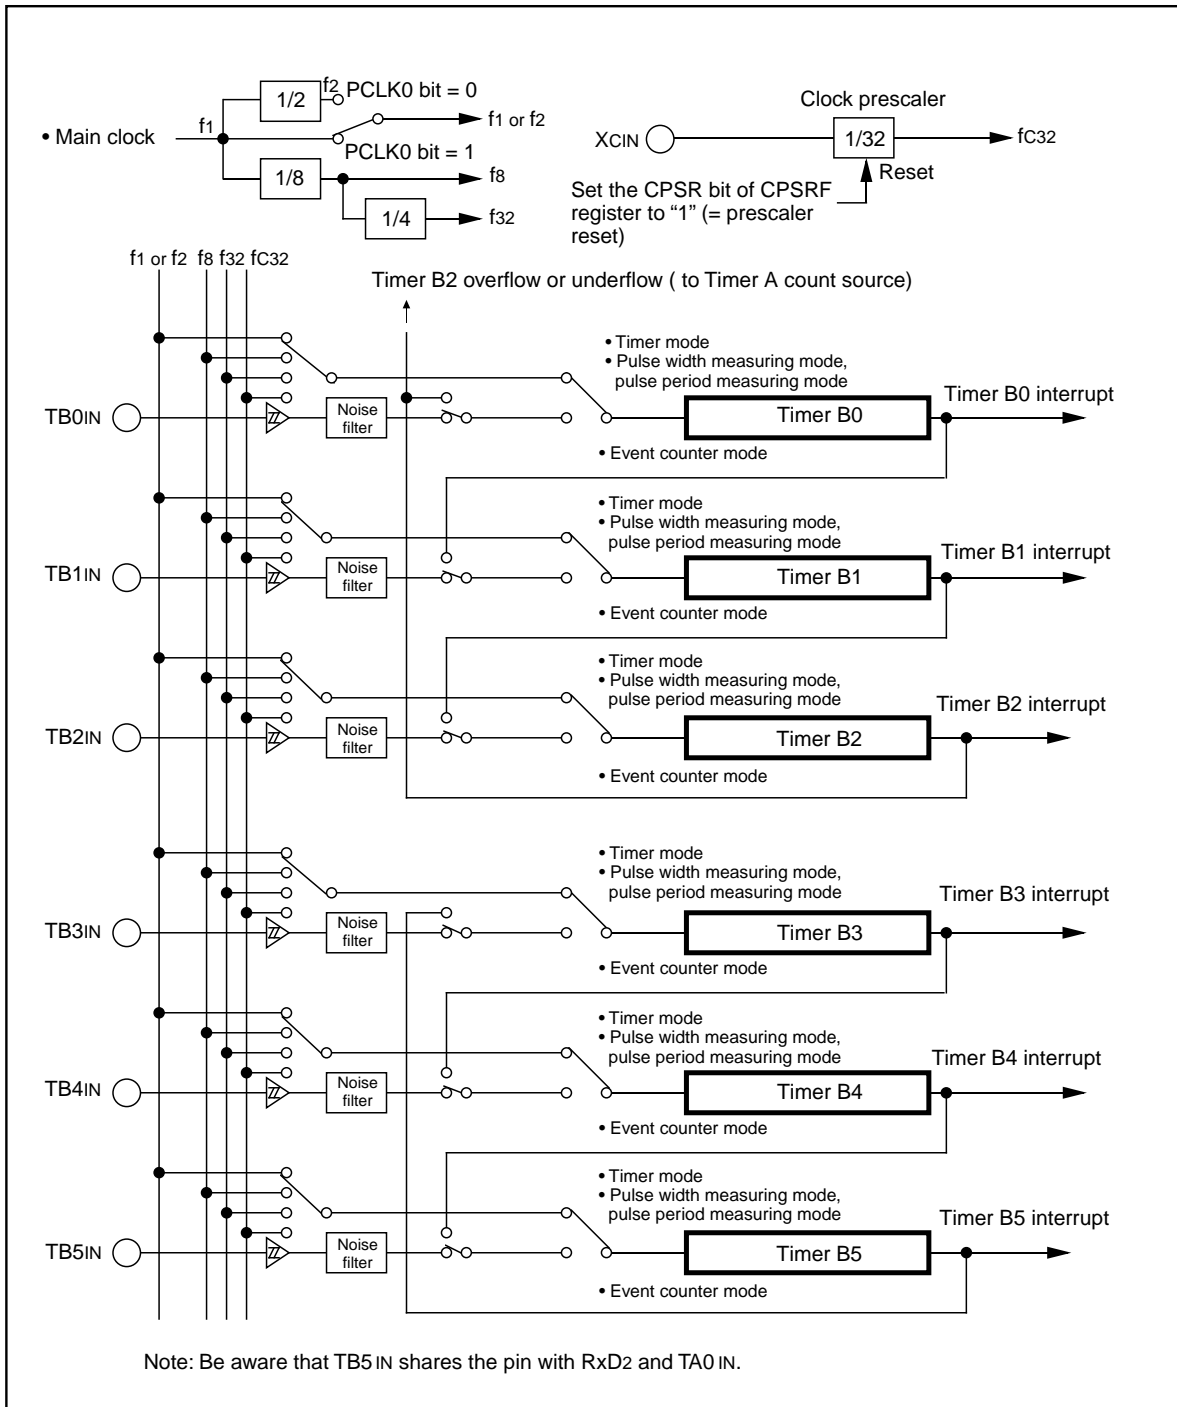 • Main clock
f1
1/2
f2
PCLK0 bit = 0
f1 or f2
PCLK0 bit = 1
1/8
f8
1/4
f32
Clock prescaler
XCIN
1/32
fC32
Reset
Set the CPSR bit of CPSRF
register to “1” (= prescaler
reset)
f1 or f2 f8 f32 fC32
Timer B2 overflow or underflow ( to Timer A count source)
• Timer mode
• Pulse width measuring mode,
pulse period measuring mode
TB0IN
Noise
filter
Timer B0
Timer B0 interrupt
• Event counter mode
• Timer mode
• Pulse width measuring mode,
pulse period measuring mode
TB1IN
Noise
filter
Timer B1
Timer B1 interrupt
• Event counter mode
• Timer mode
• Pulse width measuring mode,
pulse period measuring mode
TB2IN
Noise
filter
Timer B2
Timer B2 interrupt
• Event counter mode
• Timer mode
• Pulse width measuring mode,
pulse period measuring mode
TB3IN
Noise
filter
Timer B3
Timer B3 interrupt
• Event counter mode
• Timer mode
• Pulse width measuring mode,
pulse period measuring mode
TB4IN
Noise
filter
Timer B4
Timer B4 interrupt
• Event counter mode
• Timer mode
• Pulse width measuring mode,
pulse period measuring mode
TB5IN
Noise
filter
Timer B5
Timer B5 interrupt
• Event counter mode
Note: Be aware that TB5 IN shares the pin with RxD2 and TA0 IN.